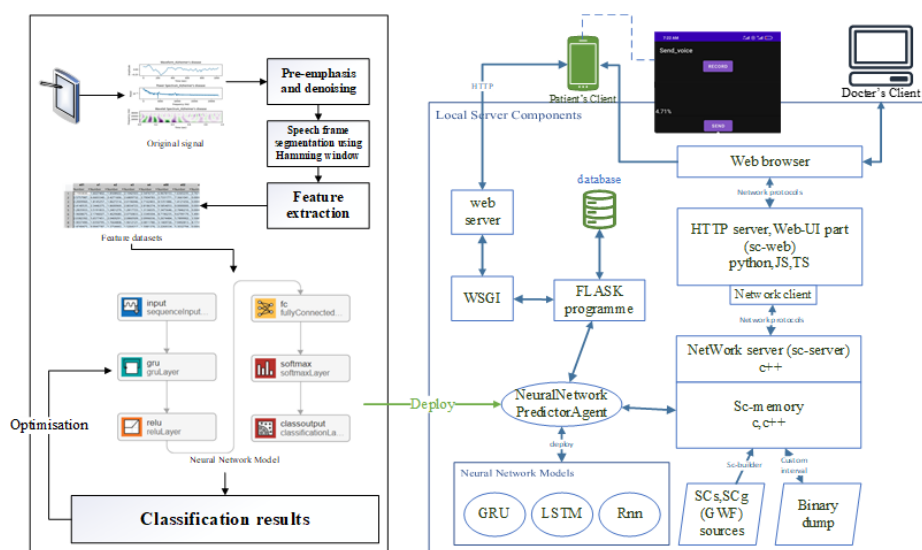 Pre-emphasis
and denoising
Original signal
Speech frame
segmentation using
Hamming window
Feature
extraction
Feature datasets
input
sequenceInput...
gru
gruLayer
relu
reluLayer
fc
fullyConnected...
softmax
softmaxLayer
classoutput
classificationLa...
Optimisation
Neural Network Model
Classification results
Deploy
HTTP
Patient's Client
Local Server Components
Send_voice
RECORD
4.71%
SEND
Docter's Client
Web browser
Network protocols
web
server
database
HTTP server,Web-UI part
(sc-web)
python,JS,TS
WSGI
FLASK
programme
Network client
Network protocols
NetWork server (sc-server)
c++
NeuralNetwork
PredictorAgent
Sc-memory
c,c++
deploy
Sc-builder
Custom
interval
Neural Network Models
GRU
LSTM
Rnn
SCs,SCg
(GWF)
sources
Binary
dump